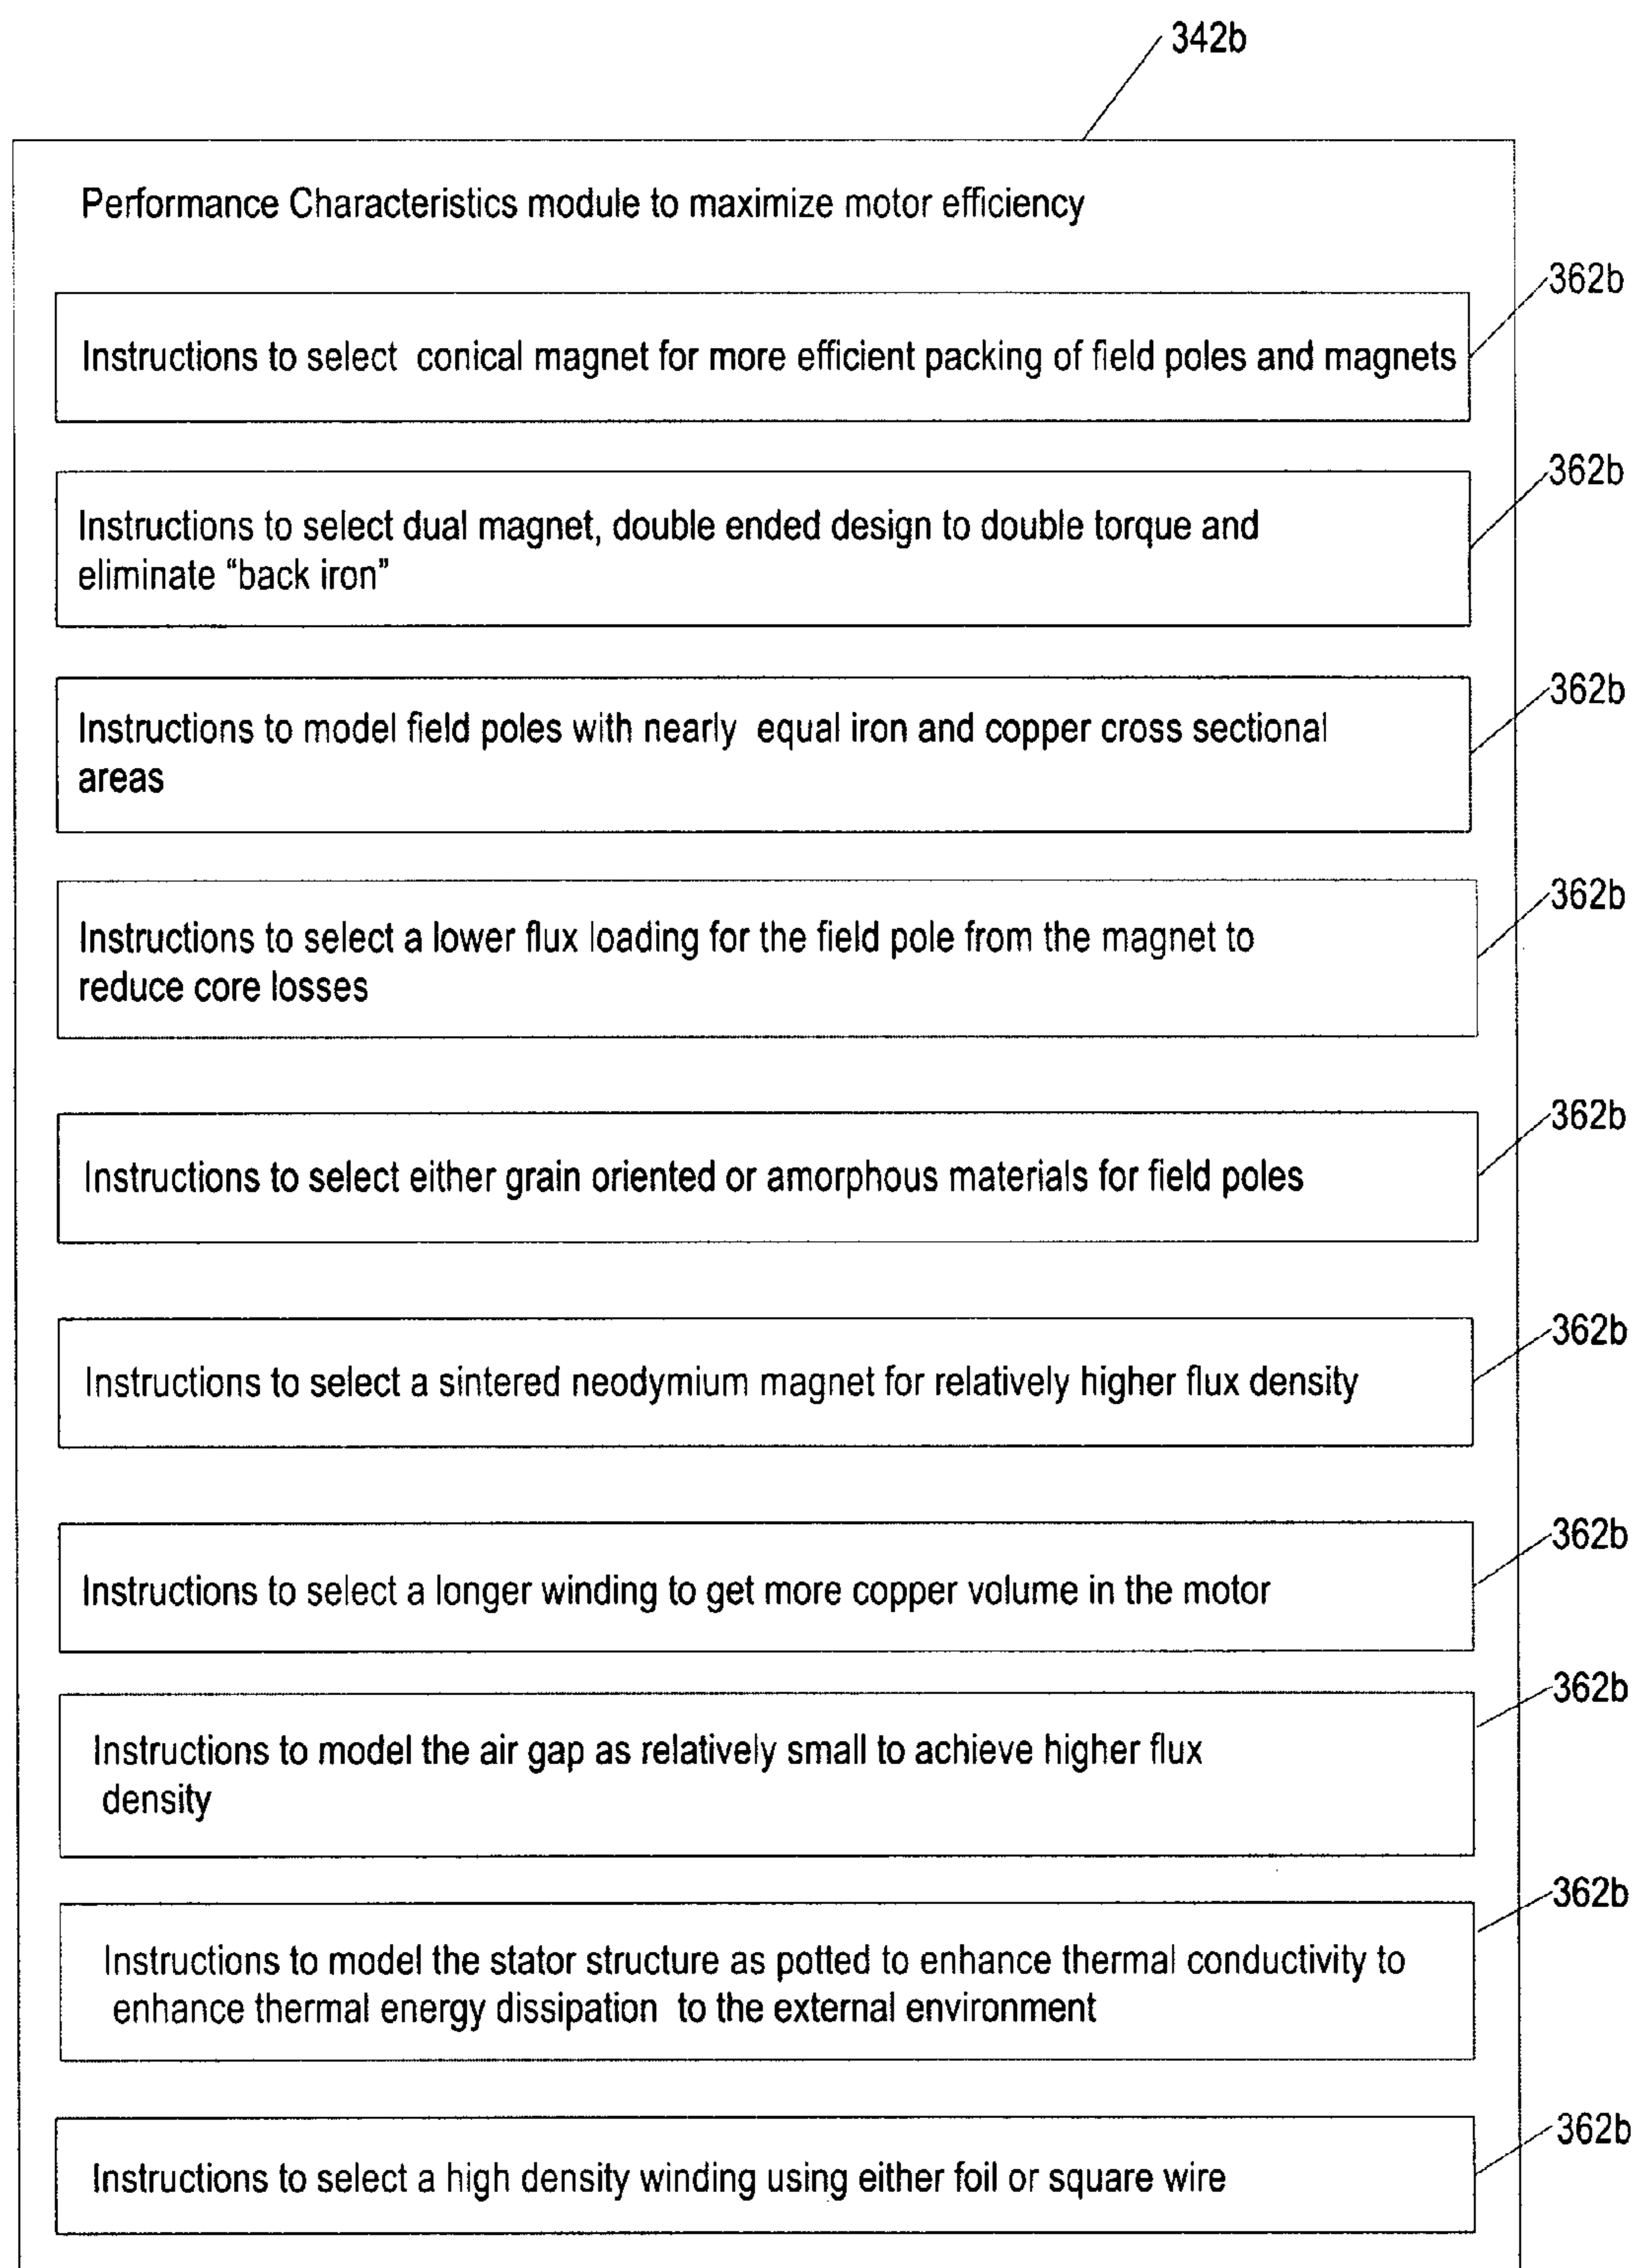 342b
Performance Characteristics module to maximize motor efficiency
362b
Instructions to select conical magnet for more efficient packing of field poles and magnets
362b
Instructions to select dual magnet, double ended design to double torque and
eliminate “back iron”
362b
Instructions to model field poles with nearly equal iron and copper cross sectional
areas
362b
Instructions to select a lower flux loading for the field pole from the magnet to
reduce core losses
362b
Instructions to select either grain oriented or amorphous materials for field poles
362b
Instructions to select a sintered neodymium magnet for relatively higher flux density
362b
Instructions to select a longer winding to get more copper volume in the motor
362b
Instructions to model the air gap as relatively small to achieve higher flux
density
362b
Instructions to model the stator structure as potted to enhance thermal conductivity to
enhance thermal energy dissipation to the external environment
362b
Instructions to select a high density winding using either foil or square wire